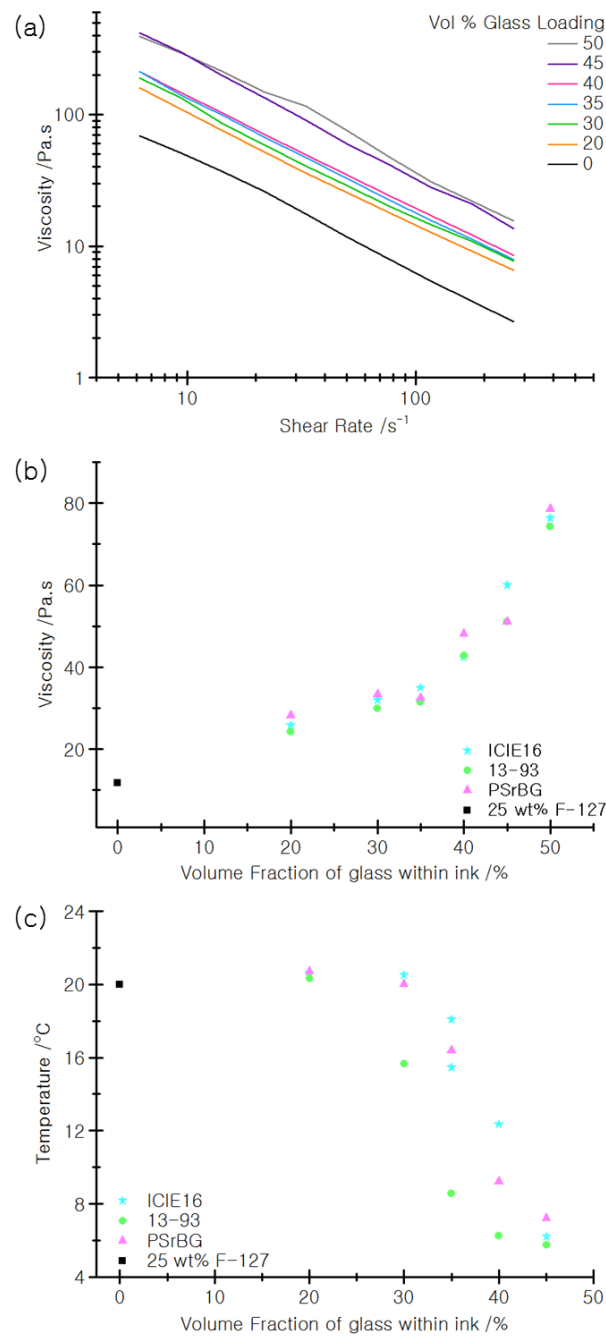 (a)
Vol % Glass Loading
50
45
40
35
30
20
0
100
10
1
Viscosity /Pa.s
10
100
Shear Rate /s⁻¹
(b)
80
60
40
20
Viscosity /Pa.s
ICIE16
13-93
PSrBG
25 wt% F-127
0
10
20
30
40
50
Volume Fraction of glass within ink /%
(c)
24
20
16
12
8
4
Temperature /°C
ICIE16
13-93
PSrBG
25 wt% F-127
0
10
20
30
40
50
Volume Fraction of glass within ink /%